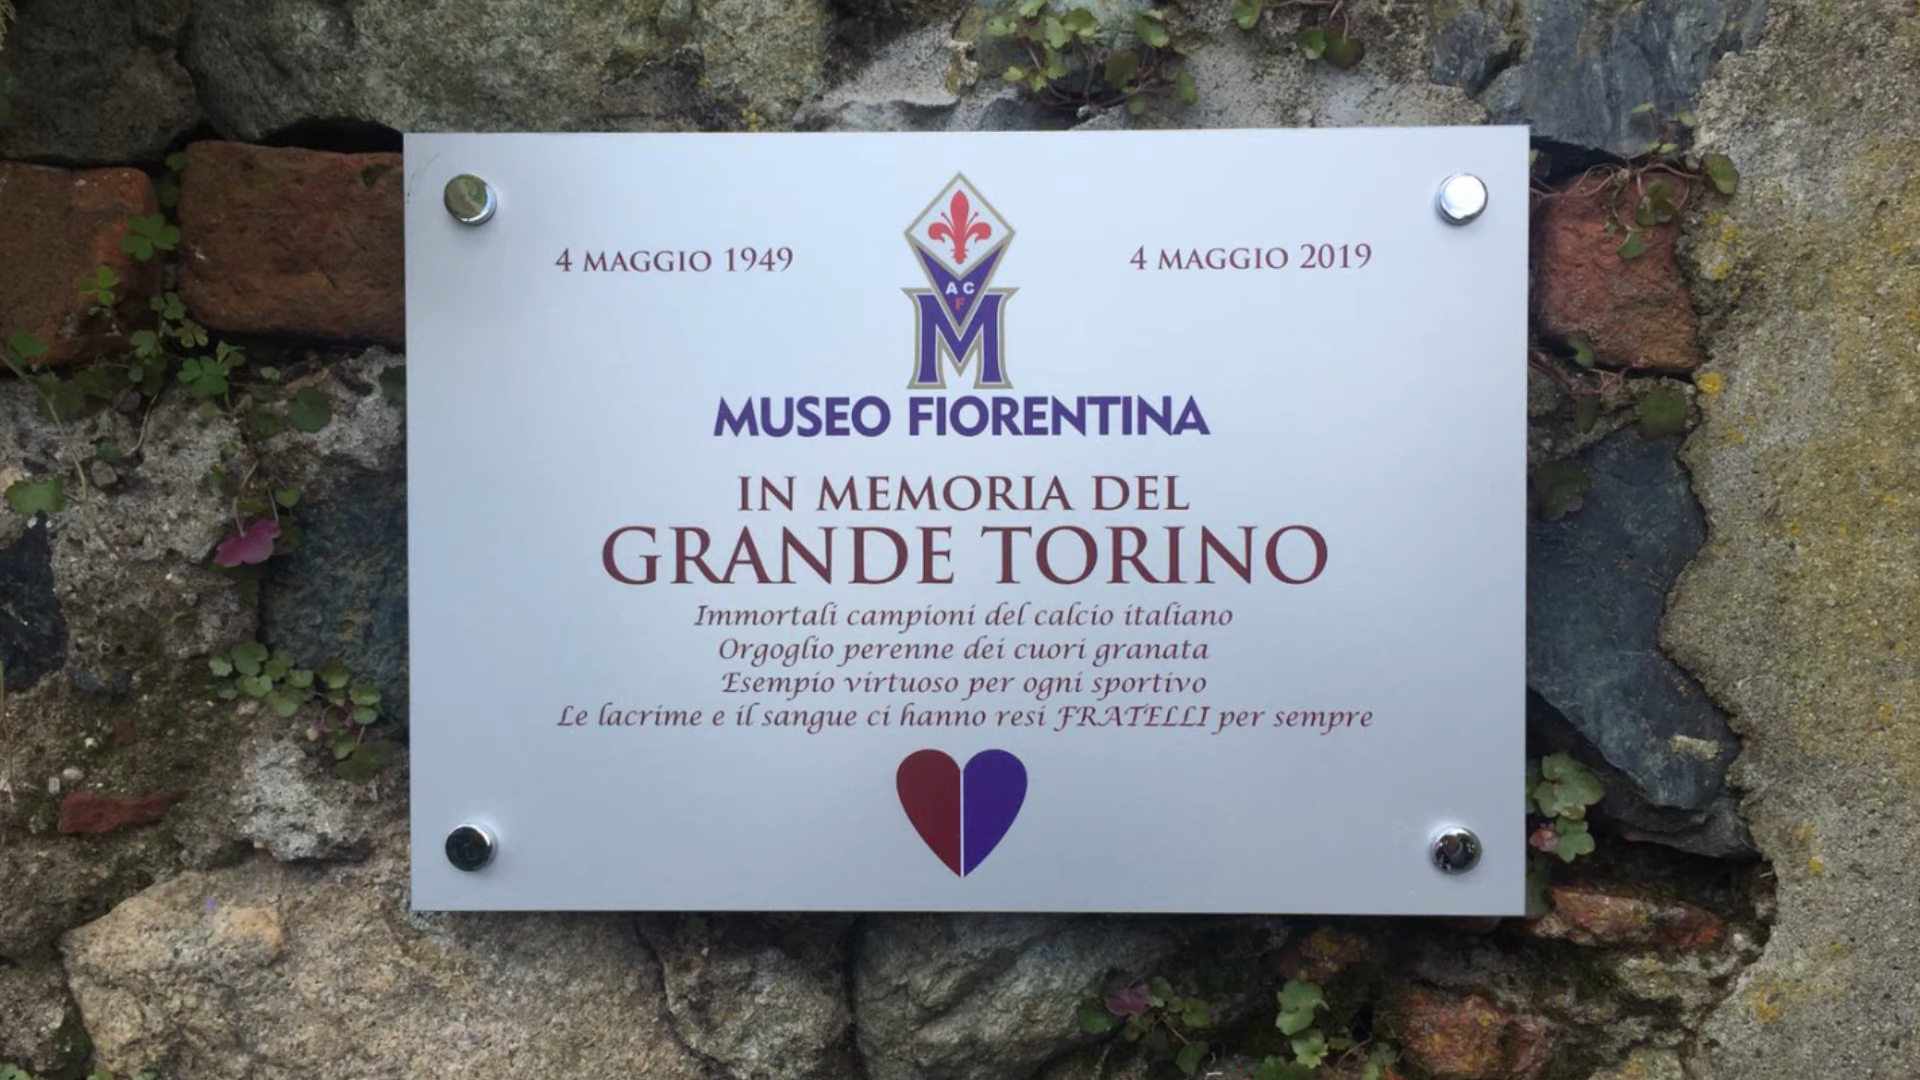 4 MAGGIO 1949
4 MAGGIO 2019
A C
F
M
MUSEO FIORENTINA
IN MEMORIA DEL
GRANDE TORINO
Immortali campioni del calcio italiano
Orgoglio perenne dei cuori granata
Esempio virtuoso per ogni sportivo
Le lacrime e il sangue ci hanno resi FRATELLI per sempre